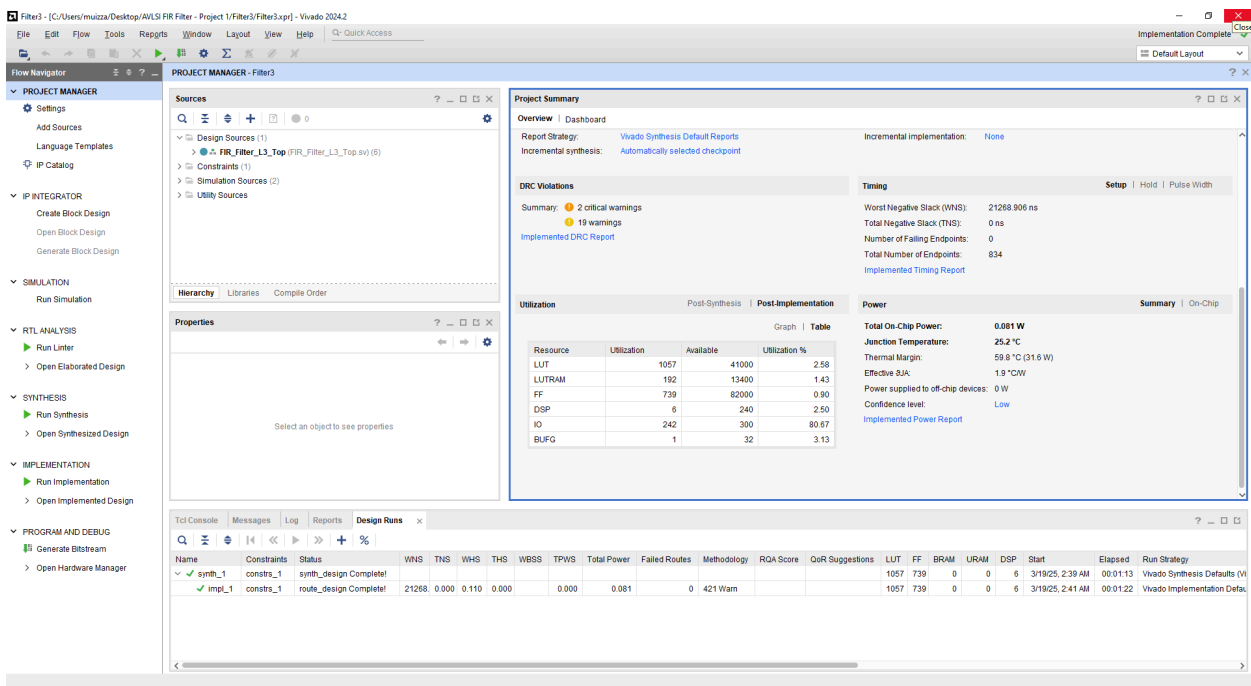 Filter3 - [C:/Users/muizza/Desktop/AVLSI FIR Filter - Project 1/Filter3/Filter3.xpr] - Vivado 2024.2
Close
File Edit Flow Tools Reports Window Layout View Help Quick Access
Implementation Complete
Default Layout
Flow Navigator
PROJECT MANAGER - Filter3
PROJECT MANAGER
Settings
Add Sources
Language Templates
IP Catalog
IP INTEGRATOR
Create Block Design
Open Block Design
Generate Block Design
SIMULATION
Run Simulation
RTL ANALYSIS
Run Linter
Open Elaborated Design
SYNTHESIS
Run Synthesis
Open Synthesized Design
IMPLEMENTATION
Run Implementation
Open Implemented Design
PROGRAM AND DEBUG
Generate Bitstream
Open Hardware Manager
Sources
0
Design Sources (1)
FIR_Filter_L3_Top (FIR_Filter_L3_Top.sv) (6)
Constraints (1)
Simulation Sources (2)
Utility Sources
Hierarchy Libraries Compile Order
Properties
Select an object to see properties
Project Summary
Overview | Dashboard
Report Strategy: Vivado Synthesis Default Reports
Incremental synthesis: Automatically selected checkpoint
Incremental implementation: None
DRC Violations
Summary: 2 critical warnings
19 warnings
Implemented DRC Report
Timing Setup | Hold | Pulse Width
Worst Negative Slack (WNS): 21268.906 ns
Total Negative Slack (TNS): 0 ns
Number of Failing Endpoints: 0
Total Number of Endpoints: 834
Implemented Timing Report
Utilization Post-Synthesis | Post-Implementation
Graph | Table
Resource Utilization Available Utilization %
LUT 1057 41000 2.58
LUTRAM 192 13400 1.43
FF 739 82000 0.90
DSP 6 240 2.50
IO 242 300 80.67
BUFG 1 32 3.13
Power Summary | On-Chip
Total On-Chip Power: 0.081 W
Junction Temperature: 25.2 °C
Thermal Margin: 59.8 °C (31.6 W)
Effective ϑJA: 1.9 °C/W
Power supplied to off-chip devices: 0 W
Confidence level: Low
Implemented Power Report
Tcl Console Messages Log Reports Design Runs
Name Constraints Status WNS TNS WHS THS WBSS TPWS Total Power Failed Routes Methodology RQA Score QoR Suggestions LUT FF BRAM URAM DSP Start Elapsed Run Strategy
synth_1 constrs_1 synth_design Complete! 1057 739 0 0 6 3/19/25, 2:39 AM 00:01:13 Vivado Synthesis Defaults (Vi
impl_1 constrs_1 route_design Complete! 21268. 0.000 0.110 0.000 0.000 0.081 0 421 Warn 1057 739 0 0 6 3/19/25, 2:41 AM 00:01:22 Vivado Implementation Defau